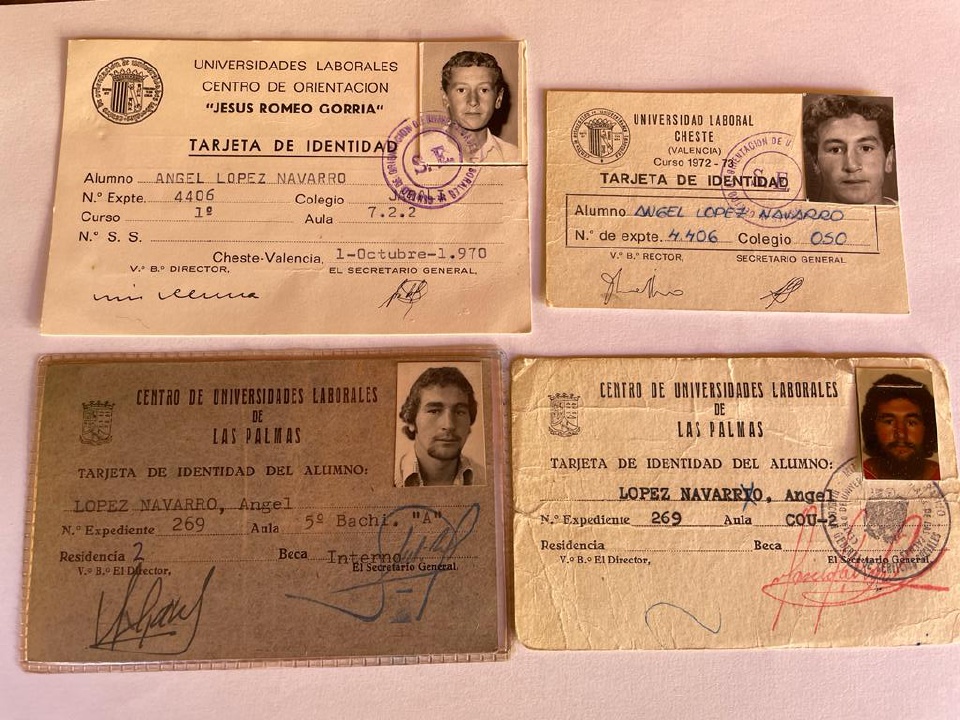 UNIVERSIDADES LABORALES
CENTRO DE ORIENTACION
"JESUS ROMEO GORRIA"
TARJETA DE IDENTIDAD
Alumno ANGEL LOPEZ NAVARRO
N.º Expte. 4406 Colegio
Curso 1º Aula 7.2.2
N.º S. S.
Cheste-Valencia, 1-Octubre-1.970
V.º B.º DIRECTOR, EL SECRETARIO GENERAL,
S. E.
UNIVERSIDAD LABORAL
CHESTE
(VALENCIA)
Curso 1972-73
TARJETA DE IDENTIDAD
Alumno ANGEL LOPEZ NAVARRO
N.º de expte. 4.406 Colegio OSO
V.º B.º RECTOR, SECRETARIO GENERAL
CENTRO DE UNIVERSIDADES LABORALES
DE
LAS PALMAS
TARJETA DE IDENTIDAD DEL ALUMNO:
LOPEZ NAVARRO, Angel
N.º Expediente 269 Aula 5º Bach. "A"
Residencia 2 Beca Interno
V.º B.º El Director, El Secretario General,
CENTRO DE UNIVERSIDADES LABORALES
DE
LAS PALMAS
TARJETA DE IDENTIDAD DEL ALUMNO:
LOPEZ NAVARRO, Angel
N.º Expediente 269 Aula COU-2
Residencia Beca
V.º B.º El Director, El Secretario General,